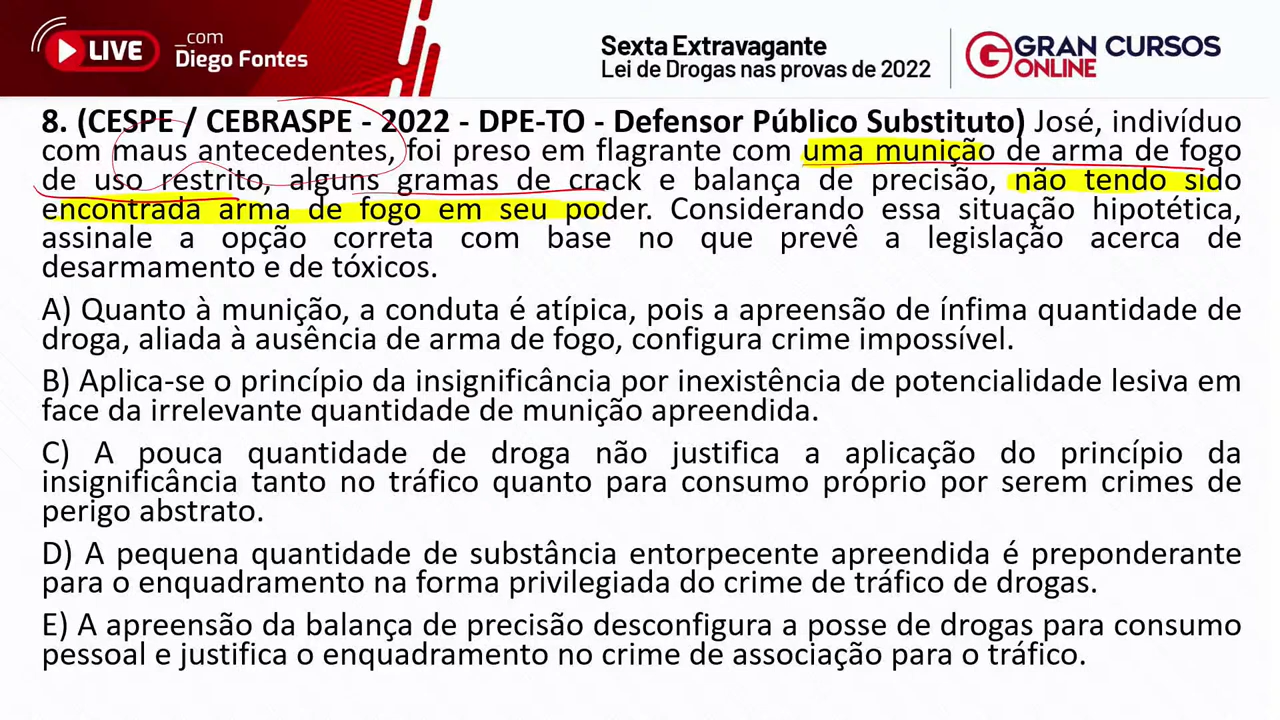 LIVE
_com
Diego Fontes
Sexta Extravagante
Lei de Drogas nas provas de 2022
GRAN CURSOS
ONLINE
8. (CESPE / CEBRASPE - 2022 - DPE-TO - Defensor Público Substituto) José, indivíduo
com maus antecedentes, foi preso em flagrante com uma munição de arma de fogo
de uso restrito, alguns gramas de crack e balança de precisão, não tendo sido
encontrada arma de fogo em seu poder. Considerando essa situação hipotética,
assinale a opção correta com base no que prevê a legislação acerca de
desarmamento e de tóxicos.
A) Quanto à munição, a conduta é atípica, pois a apreensão de ínfima quantidade de
droga, aliada à ausência de arma de fogo, configura crime impossível.
B) Aplica-se o princípio da insignificância por inexistência de potencialidade lesiva em
face da irrelevante quantidade de munição apreendida.
C) A pouca quantidade de droga não justifica a aplicação do princípio da
insignificância tanto no tráfico quanto para consumo próprio por serem crimes de
perigo abstrato.
D) A pequena quantidade de substância entorpecente apreendida é preponderante
para o enquadramento na forma privilegiada do crime de tráfico de drogas.
E) A apreensão da balança de precisão desconfigura a posse de drogas para consumo
pessoal e justifica o enquadramento no crime de associação para o tráfico.